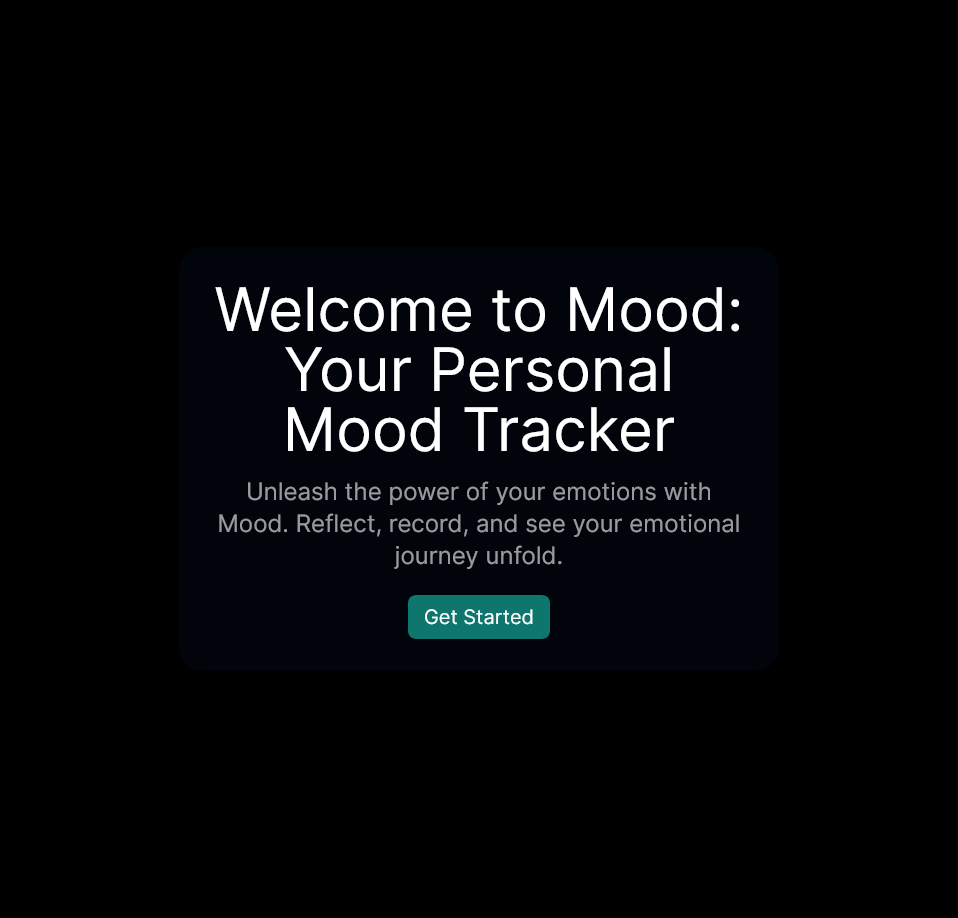 Welcome to Mood:
Your Personal
Mood Tracker
Unleash the power of your emotions with
Mood. Reflect, record, and see your emotional
journey unfold.
Get Started